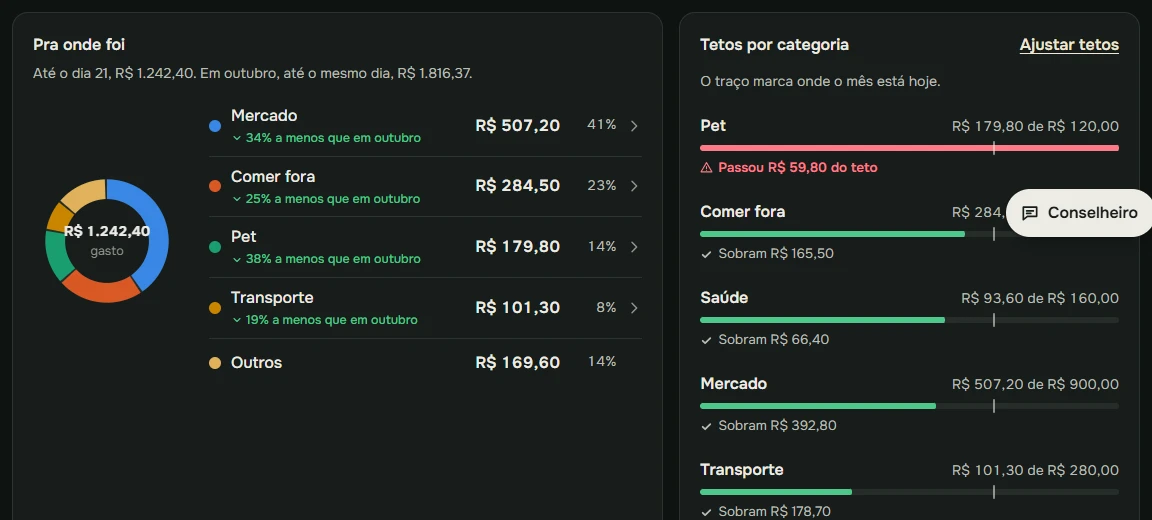 Pra onde foi
Até o dia 21, R$ 1.242,40. Em outubro, até o mesmo dia, R$ 1.816,37.
R$ 1.242,40
gasto
Mercado
34% a menos que em outubro
R$ 507,20
41%
Comer fora
25% a menos que em outubro
R$ 284,50
23%
Pet
38% a menos que em outubro
R$ 179,80
14%
Transporte
19% a menos que em outubro
R$ 101,30
8%
Outros
R$ 169,60
14%
Tetos por categoria
Ajustar tetos
O traço marca onde o mês está hoje.
Pet
R$ 179,80 de R$ 120,00
Passou R$ 59,80 do teto
Comer fora
R$ 284,
Conselheiro
Sobram R$ 165,50
Saúde
R$ 93,60 de R$ 160,00
Sobram R$ 66,40
Mercado
R$ 507,20 de R$ 900,00
Sobram R$ 392,80
Transporte
R$ 101,30 de R$ 280,00
Sobram R$ 178,70